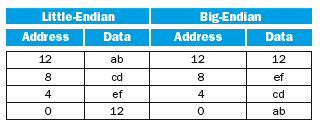 Little-Endian Big-Endian
Address Data Address Data
12 ab 12 12
8 cd 8 ef
4 ef 4 cd
0 12 0 ab